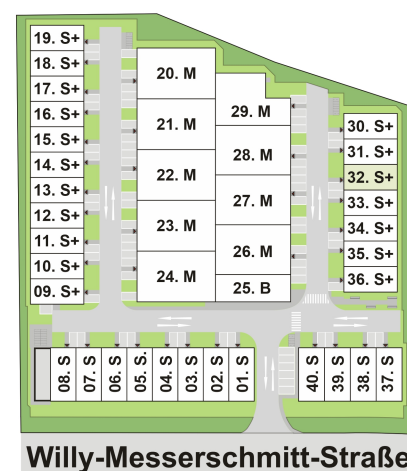 19. S+
18. S+
17. S+
16. S+
15. S+
14. S+
13. S+
12. S+
11. S+
10. S+
09. S+
20. M
21. M
22. M
23. M
24. M
29. M
28. M
27. M
26. M
25. B
30. S+
31. S+
32. S+
33. S+
34. S+
35. S+
36. S+
08. S
07. S
06. S
05. S.
04. S
03. S
02. S
01. S
40. S
39. S
38. S
37. S
Willy-Messerschmitt-Straße